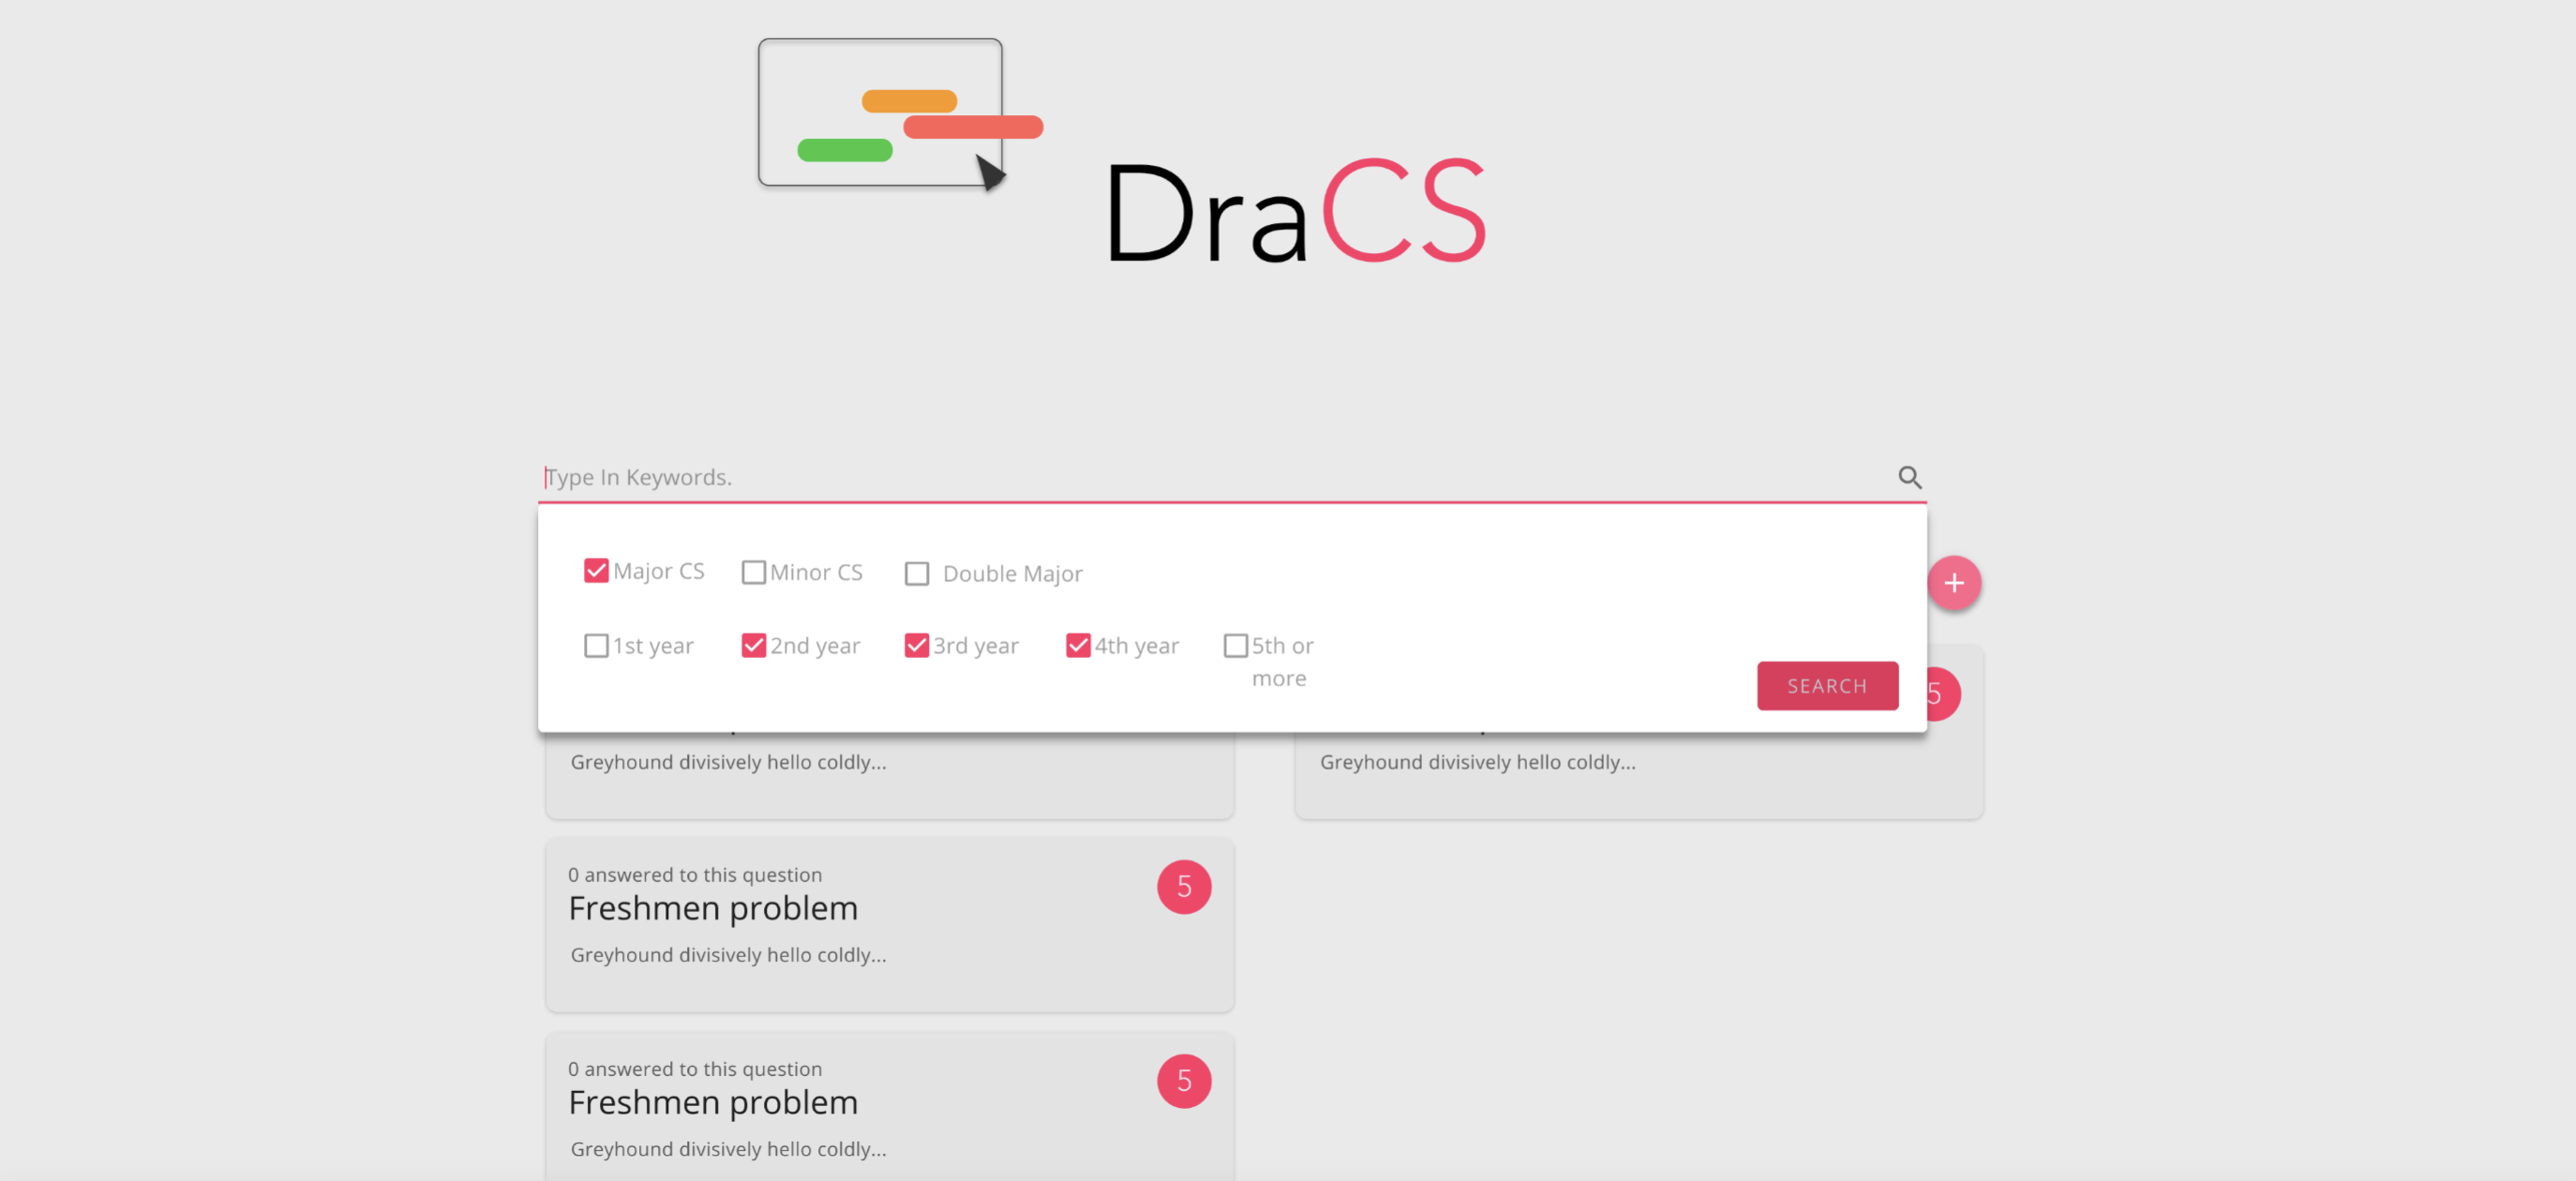 DraCS
Type In Keywords.
Major CS
Minor CS
Double Major
1st year
2nd year
3rd year
4th year
5th or
more
SEARCH
5
Greyhound divisively hello coldly...
Greyhound divisively hello coldly...
0 answered to this question
5
Freshmen problem
Greyhound divisively hello coldly...
0 answered to this question
5
Freshmen problem
Greyhound divisively hello coldly...